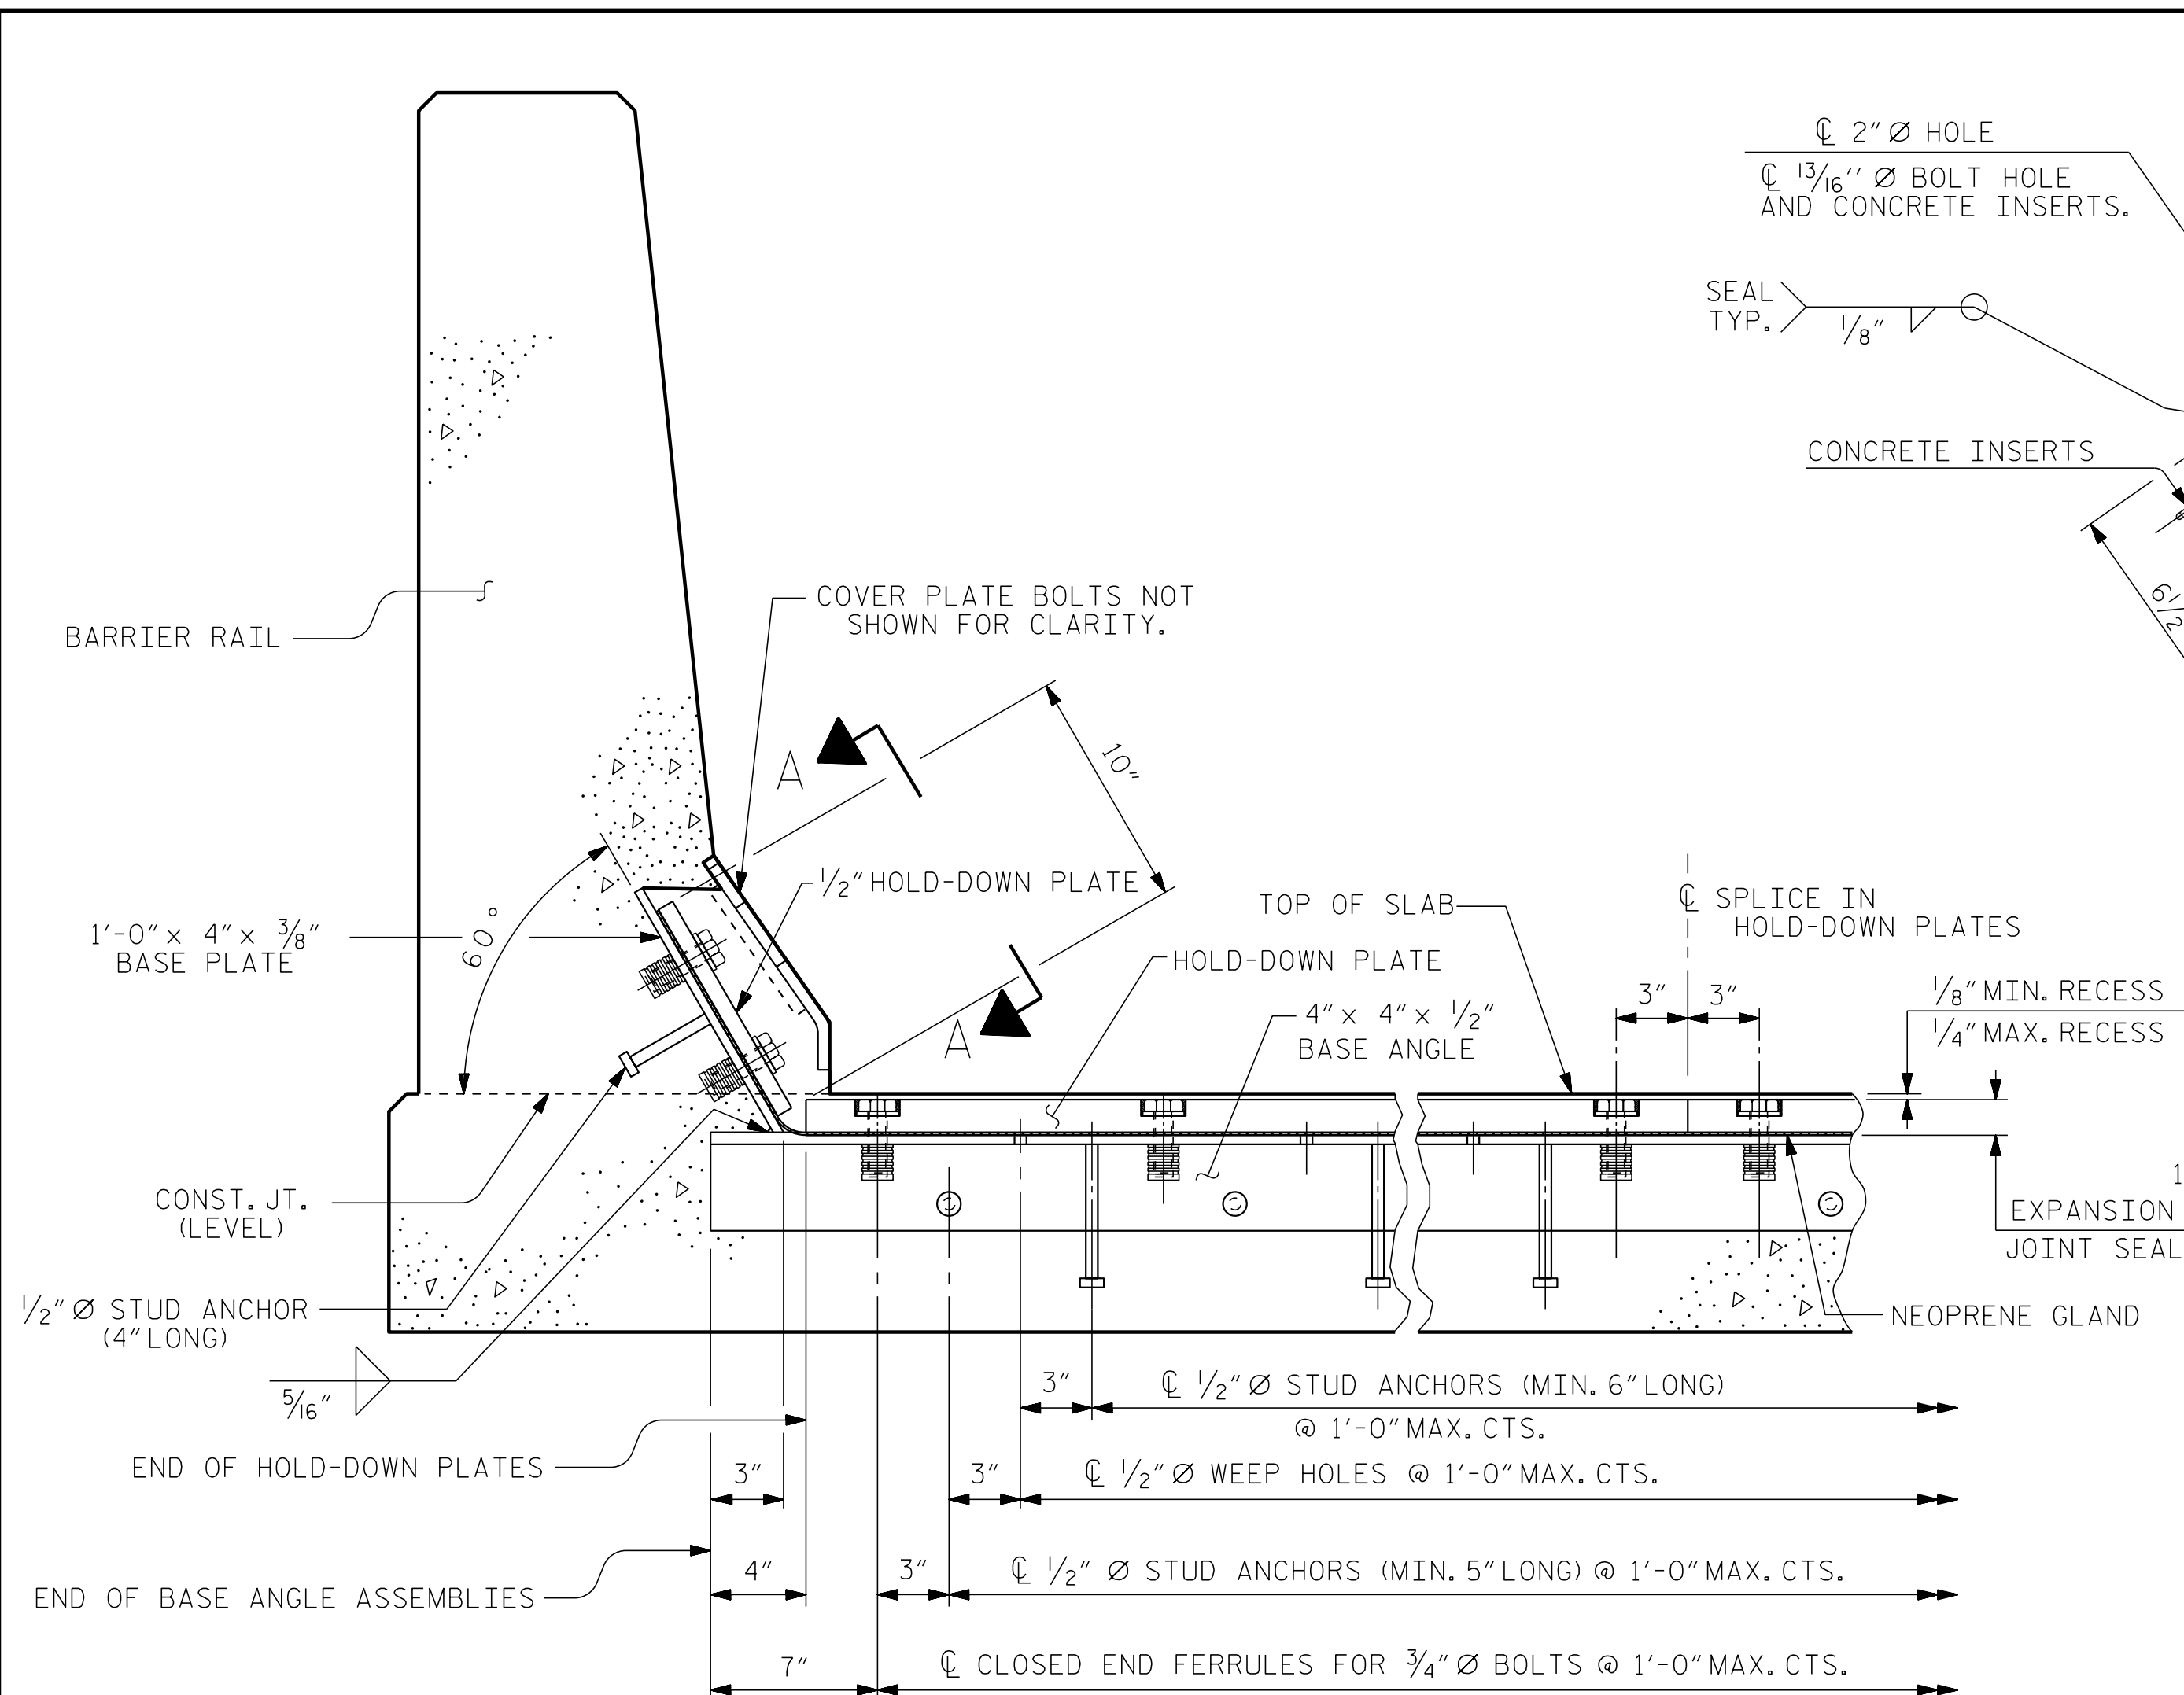 ℄ 2"Ø HOLE
℄ 13/16" Ø BOLT HOLE
AND CONCRETE INSERTS.
SEAL
TYP.
1/8"
CONCRETE INSERTS
6 1/2
COVER PLATE BOLTS NOT
SHOWN FOR CLARITY.
BARRIER RAIL
A
10"
1/2" HOLD-DOWN PLATE
TOP OF SLAB
℄ SPLICE IN
HOLD-DOWN PLATES
1'-0" x 4" x 3/8"
BASE PLATE
60°
HOLD-DOWN PLATE
3"
3"
1/8" MIN. RECESS
1/4" MAX. RECESS
A
4" x 4" x 1/2"
BASE ANGLE
CONST. JT.
(LEVEL)
1
EXPANSION
JOINT SEAL
1/2" Ø STUD ANCHOR
(4" LONG)
NEOPRENE GLAND
5/16"
3"
℄ 1/2" Ø STUD ANCHORS (MIN. 6" LONG)
@ 1'-0" MAX. CTS.
END OF HOLD-DOWN PLATES
3"
3"
℄ 1/2" Ø WEEP HOLES @ 1'-0" MAX. CTS.
END OF BASE ANGLE ASSEMBLIES
4"
3"
℄ 1/2" Ø STUD ANCHORS (MIN. 5" LONG) @ 1'-0" MAX. CTS.
7"
℄ CLOSED END FERRULES FOR 3/4" Ø BOLTS @ 1'-0" MAX. CTS.